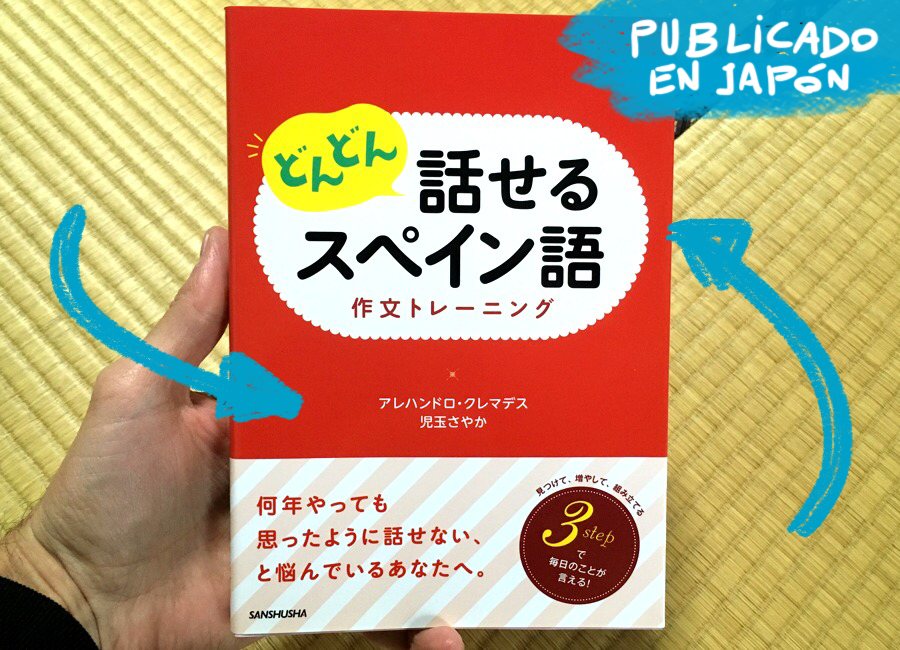 PUBLICADO
EN JAPÓN
どんどん
話せる
スペイン語
作文トレーニング
アレハンドロ・クレマデス
児玉さやか
何年やっても
思ったように話せない、
と悩んでいるあなたへ。
見つけて、増やして、組み立てる
3 step
で
毎日のことが
言える!
SANSHUSHA